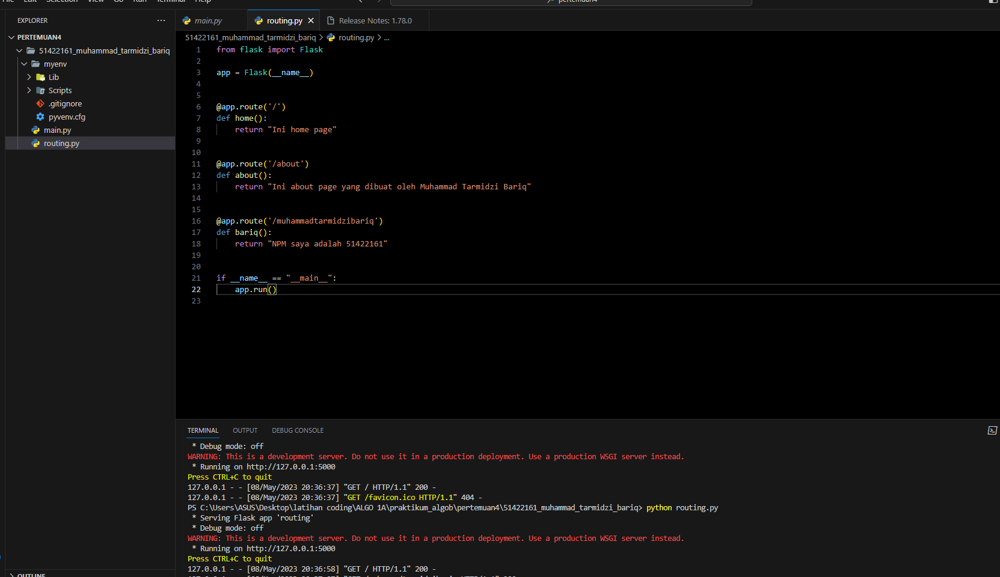 File Edit Selection View Go Run Terminal Help
pertemuan4
EXPLORER
PERTEMUAN4
51422161_muhammad_tarmidzi_bariq
myenv
Lib
Scripts
.gitignore
pyvenv.cfg
main.py
routing.py
OUTLINE
main.py routing.py Release Notes: 1.78.0
51422161_muhammad_tarmidzi_bariq > routing.py > ...
1 from flask import Flask
2
3 app = Flask(__name__)
4
5
6 @app.route('/')
7 def home():
8 return "Ini home page"
9
10
11 @app.route('/about')
12 def about():
13 return "Ini about page yang dibuat oleh Muhammad Tarmidzi Bariq"
14
15
16 @app.route('/muhammadtarmidzibariq')
17 def bariq():
18 return "NPM saya adalah 51422161"
19
20
21 if __name__ == "__main__":
22 app.run()
23
TERMINAL OUTPUT DEBUG CONSOLE
* Debug mode: off
WARNING: This is a development server. Do not use it in a production deployment. Use a production WSGI server instead.
* Running on http://127.0.0.1:5000
Press CTRL+C to quit
127.0.0.1 - - [08/May/2023 20:36:37] "GET / HTTP/1.1" 200 -
127.0.0.1 - - [08/May/2023 20:36:37] "GET /favicon.ico HTTP/1.1" 404 -
PS C:\Users\ASUS\Desktop\latihan coding\ALGO 1A\praktikum_algob\pertemuan4\51422161_muhammad_tarmidzi_bariq> python routing.py
* Serving Flask app 'routing'
* Debug mode: off
WARNING: This is a development server. Do not use it in a production deployment. Use a production WSGI server instead.
* Running on http://127.0.0.1:5000
Press CTRL+C to quit
127.0.0.1 - - [08/May/2023 20:36:58] "GET / HTTP/1.1" 200 -